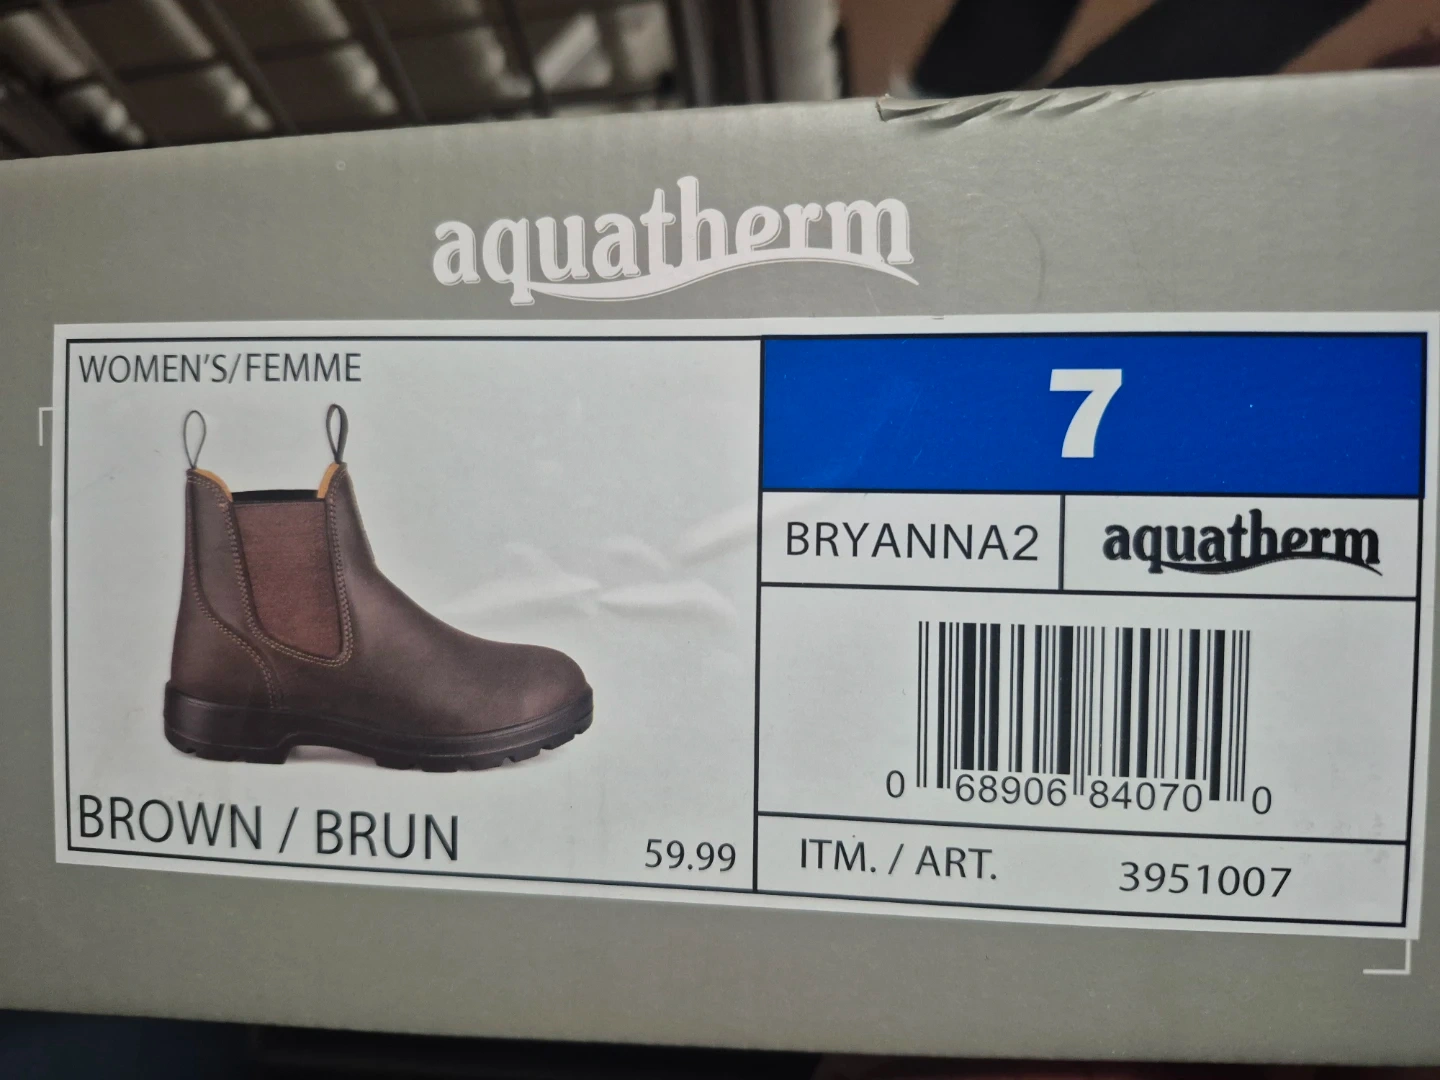 aquatherm
WOMEN'S/FEMME
BROWN / BRUN
59.99
7
BRYANNA2
aquatherm
0 68906 84070 0
ITM. / ART. 3951007